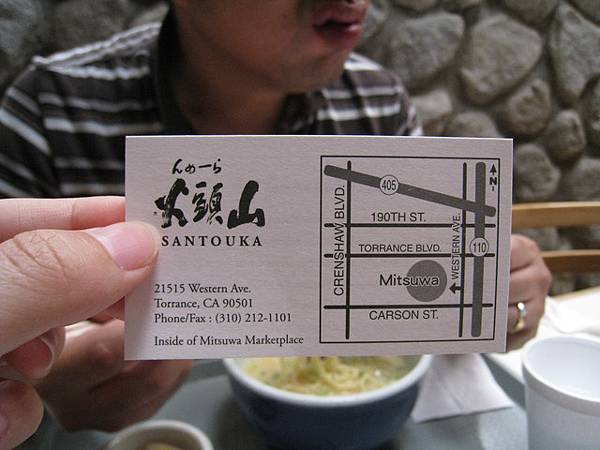 らーめん
山頭火
SANTOUKA
21515 Western Ave.
Torrance, CA 90501
Phone/Fax : (310) 212-1101
Inside of Mitsuwa Marketplace
N
405
CRENSHAW BLVD.
190TH ST.
WESTERN AVE.
110
TORRANCE BLVD.
Mitsuwa
CARSON ST.